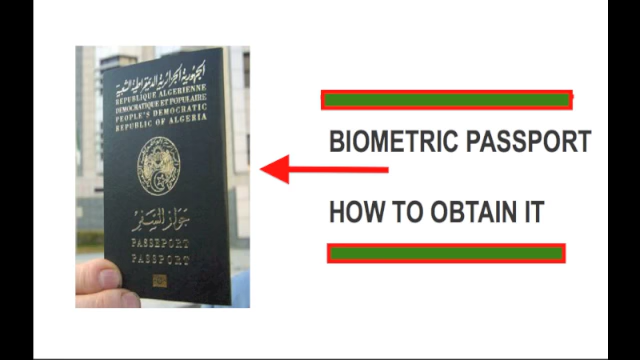 الجمهورية الجزائرية الديمقراطية الشعبية
REPUBLIQUE ALGERIENNE
DEMOCRATIQUE ET POPULAIRE
PEOPLE'S DEMOCRATIC
REPUBLIC OF ALGERIA
جواز السفر
PASSEPORT
PASSPORT
BIOMETRIC PASSPORT
HOW TO OBTAIN IT